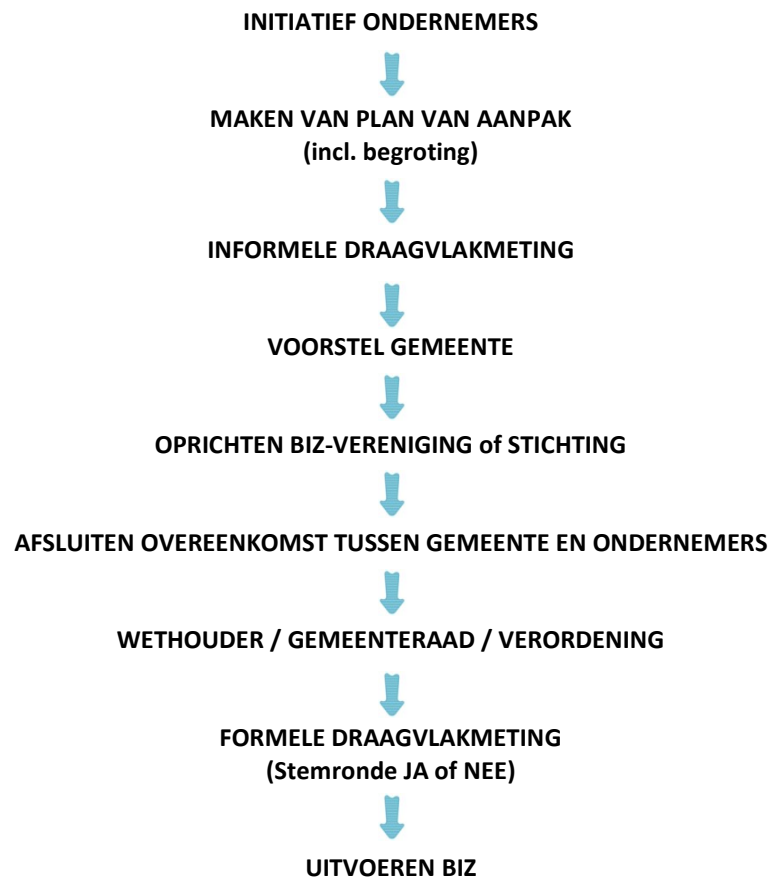 INITIATIEF ONDERNEMERS
MAKEN VAN PLAN VAN AANPAK
(incl. begroting)
INFORMELE DRAAGVLAKMETING
VOORSTEL GEMEENTE
OPRICHTEN BIZ-VERENIGING of STICHTING
AFSLUITEN OVEREENKOMST TUSSEN GEMEENTE EN ONDERNEMERS
WETHOUDER / GEMEENTERAAD / VERORDENING
FORMELE DRAAGVLAKMETING
(Stemronde JA of NEE)
UITVOEREN BIZ